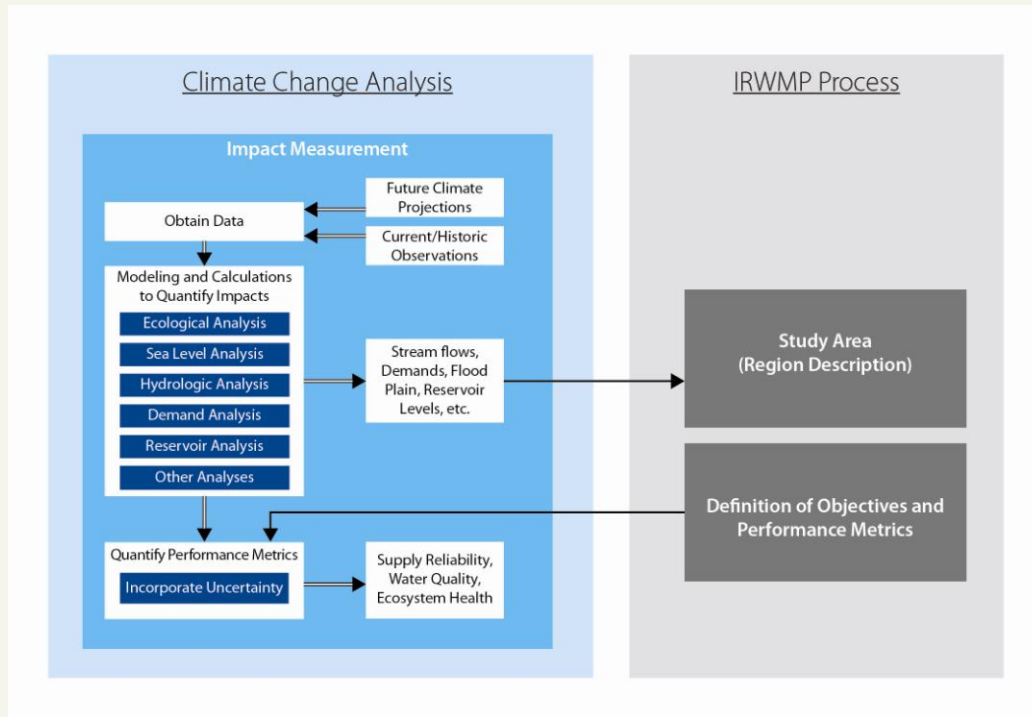 Climate Change Analysis
Impact Measurement
Obtain Data
Future Climate
Projections
Current/Historic
Observations
Modeling and Calculations
to Quantify Impacts
Ecological Analysis
Sea Level Analysis
Hydrologic Analysis
Demand Analysis
Reservoir Analysis
Other Analyses
Stream flows,
Demands, Flood
Plain, Reservoir
Levels, etc.
Quantify Performance Metrics
Incorporate Uncertainty
Supply Reliability,
Water Quality,
Ecosystem Health
IRWMP Process
Study Area
(Region Description)
Definition of Objectives and
Performance Metrics